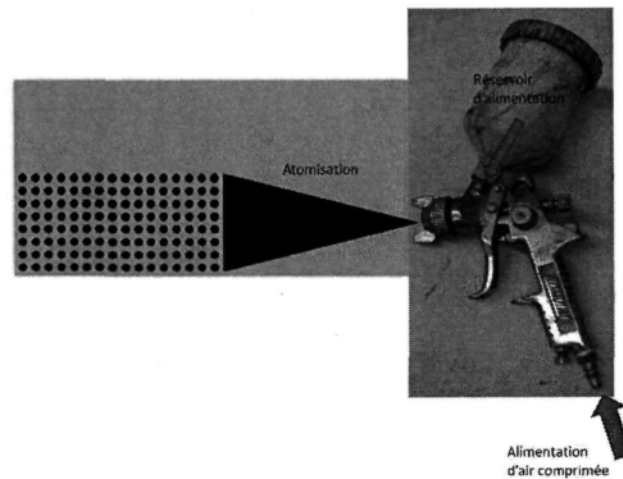 Réservoir
d'alimentation
Atomisation
Alimentation
d'air comprimée